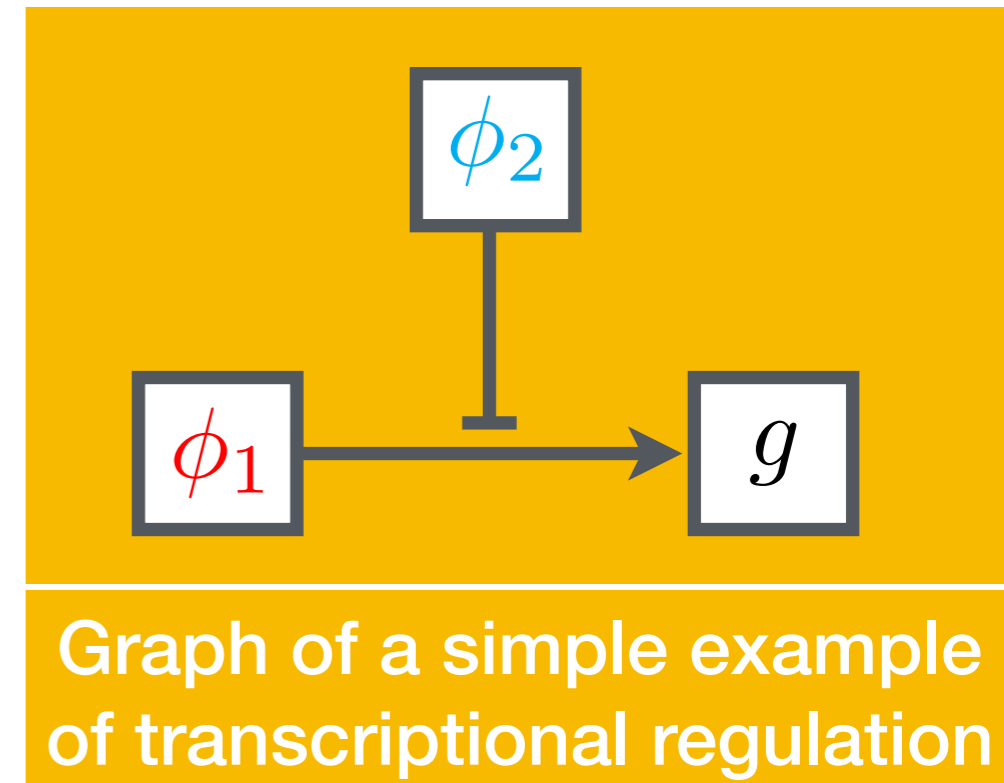 ϕ₂
ϕ₁ g
Graph of a simple example
of transcriptional regulation